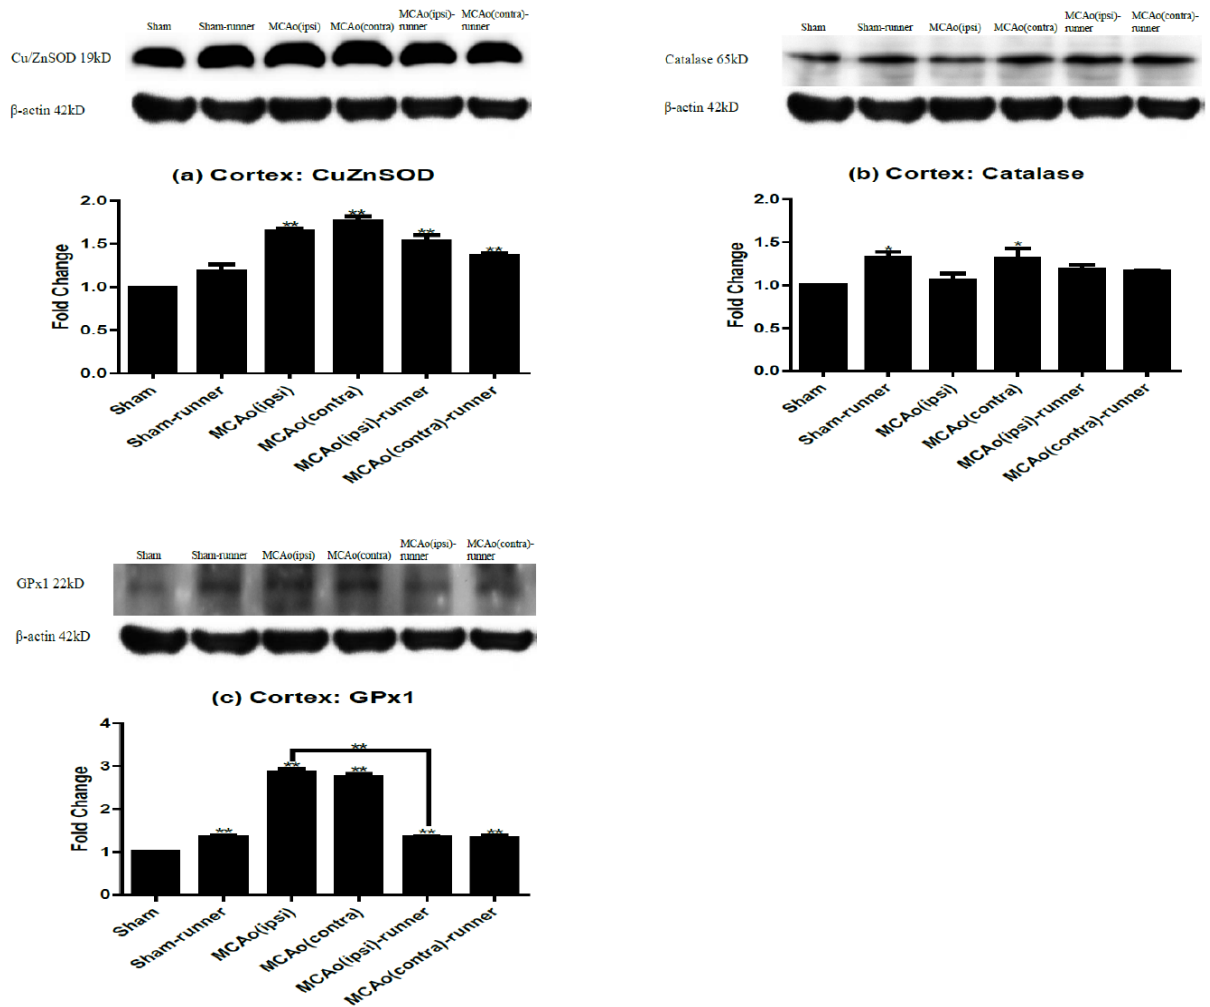 Sham Sham-runner MCAo(ipsi) MCAo(contra) MCAo(ipsi)-runner MCAo(contra)-runner
Cu/ZnSOD 19kD
β-actin 42kD
(a) Cortex: CuZnSOD
Fold Change
2.0
1.5
1.0
0.5
0.0
** ** ** **
Sham
Sham-runner
MCAo(ipsi)
MCAo(contra)
MCAo(ipsi)-runner
MCAo(contra)-runner
Sham Sham-runner MCAo(ipsi) MCAo(contra) MCAo(ipsi)-runner MCAo(contra)-runner
Catalase 65kD
β-actin 42kD
(b) Cortex: Catalase
Fold Change
2.0
1.5
1.0
0.5
0.0
* *
Sham
Sham-runner
MCAo(ipsi)
MCAo(contra)
MCAo(ipsi)-runner
MCAo(contra)-runner
Sham Sham-runner MCAo(ipsi) MCAo(contra) MCAo(ipsi)-runner MCAo(contra)-runner
GPx1 22kD
β-actin 42kD
(c) Cortex: GPx1
Fold Change
4
3
2
1
0
**
** ** ** ** **
Sham
Sham-runner
MCAo(ipsi)
MCAo(contra)
MCAo(ipsi)-runner
MCAo(contra)-runner